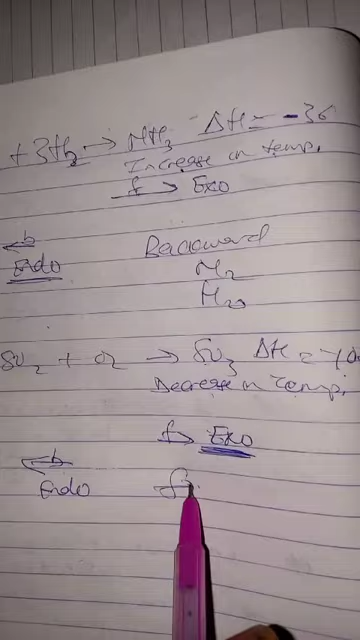 + 3H2 → NH3 ΔH = -36
Increase in temp.
f → Exo
← b
Endo
Backward
N2
H2
SO2 + O2 → SO3 ΔH =
Decrease in temp.
f → Exo
← b
Endo
f